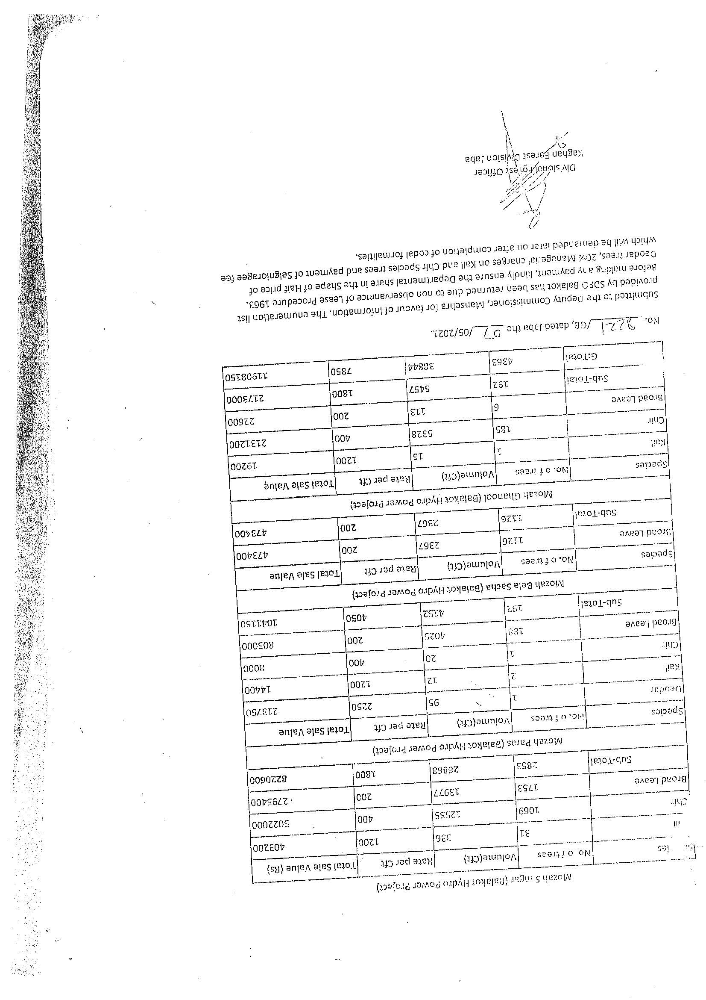 Mozah Sangar (Balakot Hydro Power Project)
No. o f trees Volume(Cft) Rate per Cft Total Sale Value (Rs)
31 336 1200 403200
Chir 1069 12555 400 5022000
Broad Leave 1753 13977 200 2795400
Sub-Total 2853 26868 1800 8220600
Mozah Paras (Balakot Hydro Power Project)
Species No. o f trees Volume(Cft) Rate per Cft Total Sale Value
Deodar 1 95 2250 213750
Kail 2 12 1200 14400
Chir 1 20 400 8000
Broad Leave 188 4025 200 805000
Sub-Total 192 4152 4050 1041150
Mozah Bela Sacha (Balakot Hydro Power Project)
Species No. o f trees Volume(Cft) Rate per Cft Total Sale Value
Broad Leave 1126 2367 200 473400
Sub-Total 1126 2367 200 473400
Mozah Ghanool (Balakot Hydro Power Project)
Species No. o f trees Volume(Cft) Rate per Cft Total Sale Value
Kail 1 16 1200 19200
Chir 185 5328 400 2131200
Broad Leave 6 113 200 22600
Sub-Total 192 5457 1800 2173000
G:Total 4363 38844 7850 11908150
No. 9221 /GB, dated Jaba the 07 /05/2021.
Submitted to the Deputy Commissioner, Mansehra for favour of information. The enumeration list
provided by SDFO Balakot has been returned due to non observannce of Lease Procedure 1963.
Before making any payment, kindly ensure the Departmental share in the Shape of Half price of
Deodar trees, 20% Managerial charges on Kail and Chir Species trees and payment of Seignioragee fee
which will be demanded later on after completion of codal formalities.
Divisional Forest Officer
Kaghan Forest Division Jaba